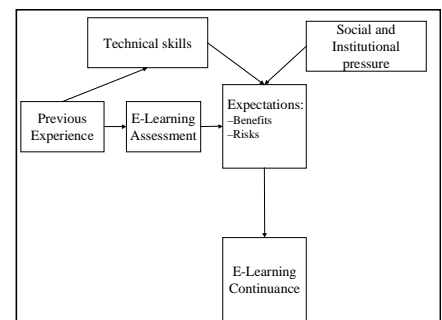 Technical skills
Social and
Institutional
pressure
Previous
Experience
E-Learning
Assessment
Expectations:
–Benefits
–Risks
E-Learning
Continuance